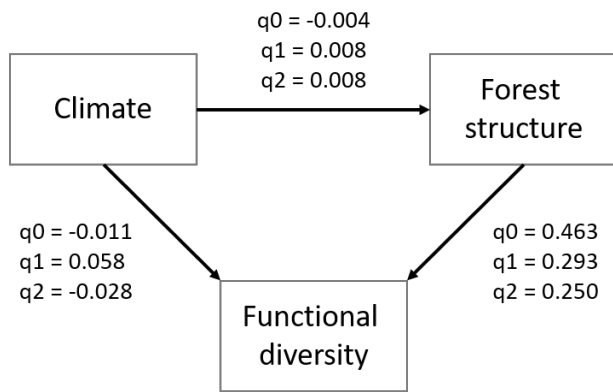 q0 = -0.004
q1 = 0.008
q2 = 0.008
Climate
Forest
structure
q0 = -0.011
q1 = 0.058
q2 = -0.028
q0 = 0.463
q1 = 0.293
q2 = 0.250
Functional
diversity